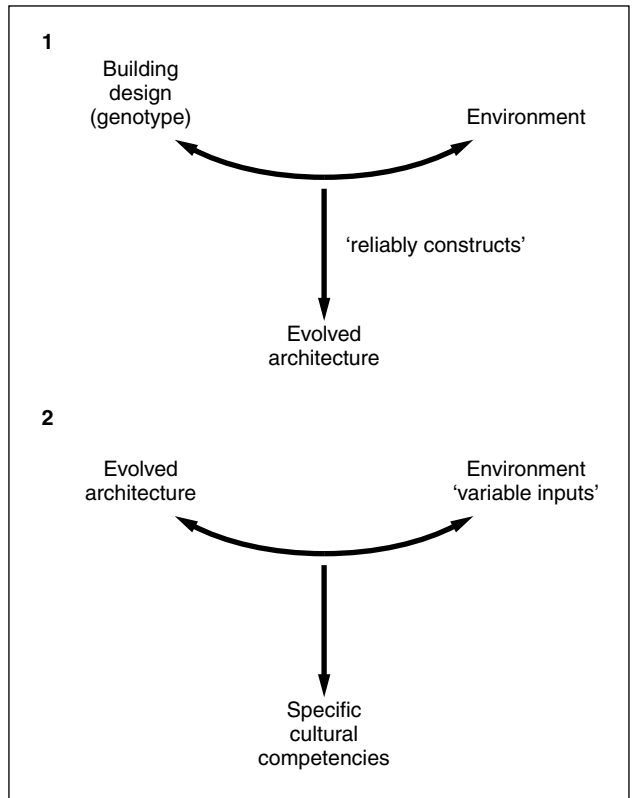 1
Building
design
(genotype)
Environment
‘reliably constructs’
Evolved
architecture
2
Evolved
architecture
Environment
‘variable inputs’
Specific
cultural
competencies